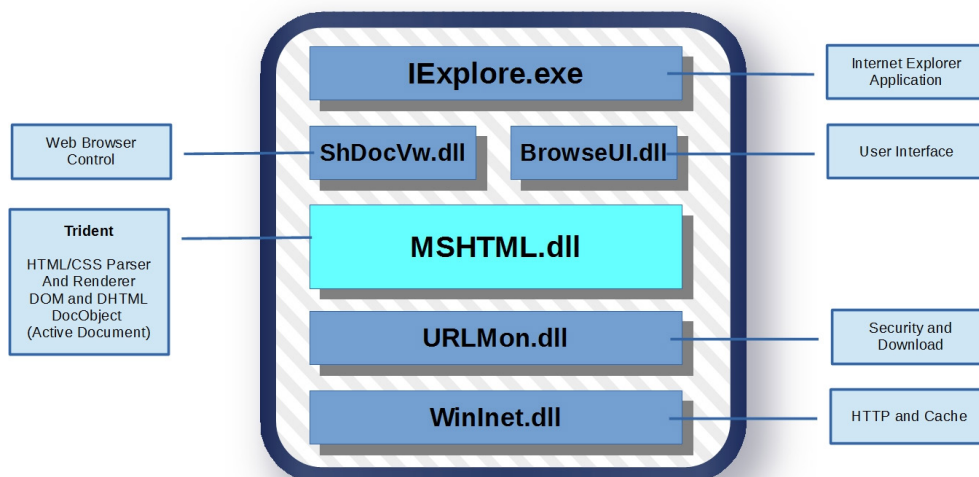 IExplore.exe
Internet Explorer
Application
Web Browser
Control
ShDocVw.dll
BrowseUI.dll
User Interface
Trident
HTML/CSS Parser
And Renderer
DOM and DHTML
DocObject
(Active Document)
MSHTML.dll
URLMon.dll
Security and
Download
WinInet.dll
HTTP and Cache